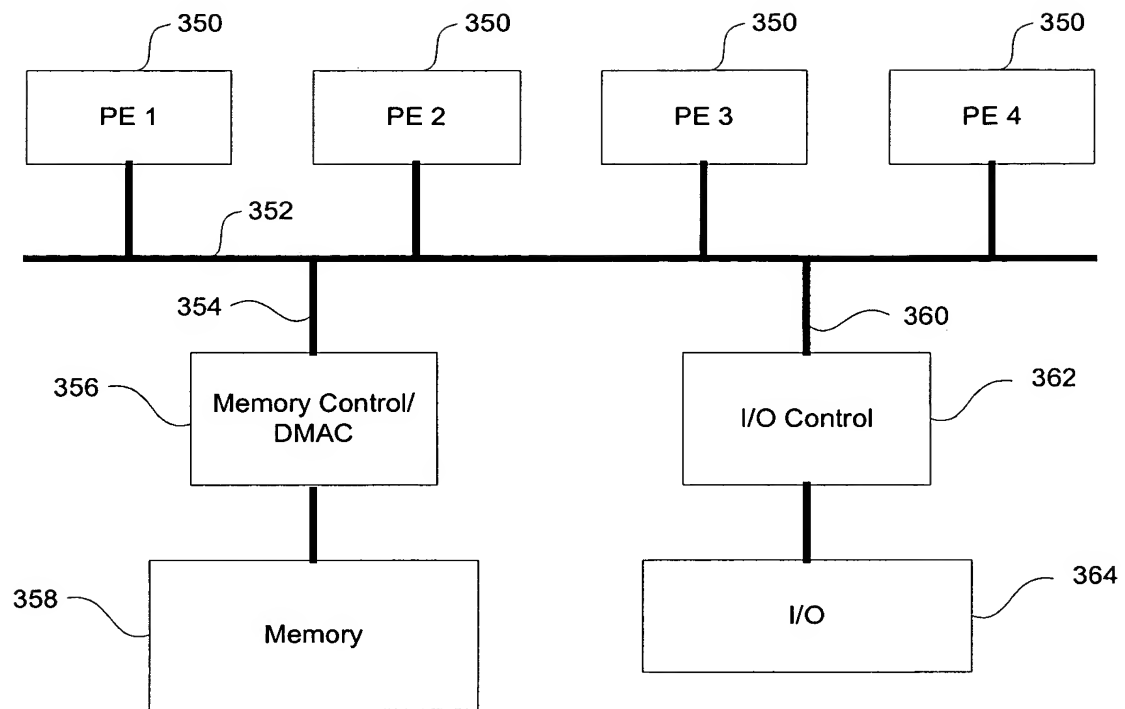 350 350 350 350
PE 1 PE 2 PE 3 PE 4
352
354 360
356 Memory Control/
DMAC
I/O Control 362
358 Memory
I/O 364